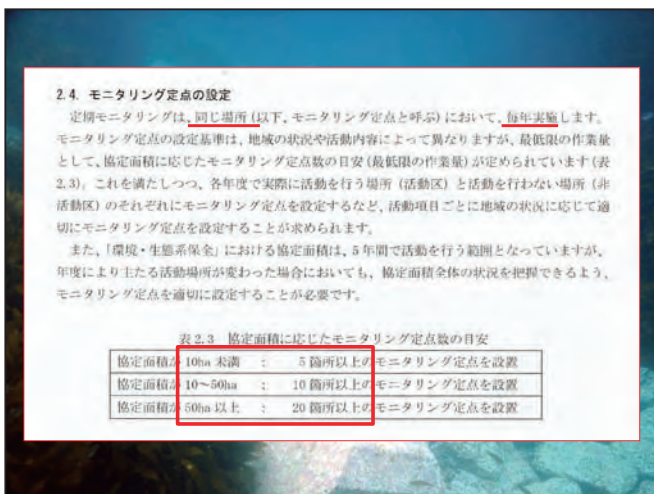 2.4. モニタリング定点の設定
定期モニタリングは、同じ場所(以下、モニタリング定点と呼ぶ)において、毎年実施します。
モニタリング定点の設定基準は、地域の状況や活動内容によって異なりますが、最低限の作業量
として、協定面積に応じたモニタリング定点数の目安(最低限の作業量)が定められています(表
2.3)。これを満たしつつ、各年度で実際に活動を行う場所(活動区)と活動を行わない場所(非
活動区)のそれぞれにモニタリング定点を設定するなど、活動項目ごとに地域の状況に応じて適
切にモニタリング定点を設定することが求められます。
また、「環境・生態系保全」における協定面積は、5年間で活動を行う範囲となっていますが、
年度により主たる活動場所が変わった場合においても、協定面積全体の状況を把握できるよう、
モニタリング定点を適切に設定することが必要です。
表2.3 協定面積に応じたモニタリング定点数の目安
協定面積が 10ha 未満 : 5 箇所以上のモニタリング定点を設置
協定面積が 10～50ha : 10 箇所以上のモニタリング定点を設置
協定面積が 50ha 以上 : 20 箇所以上のモニタリング定点を設置